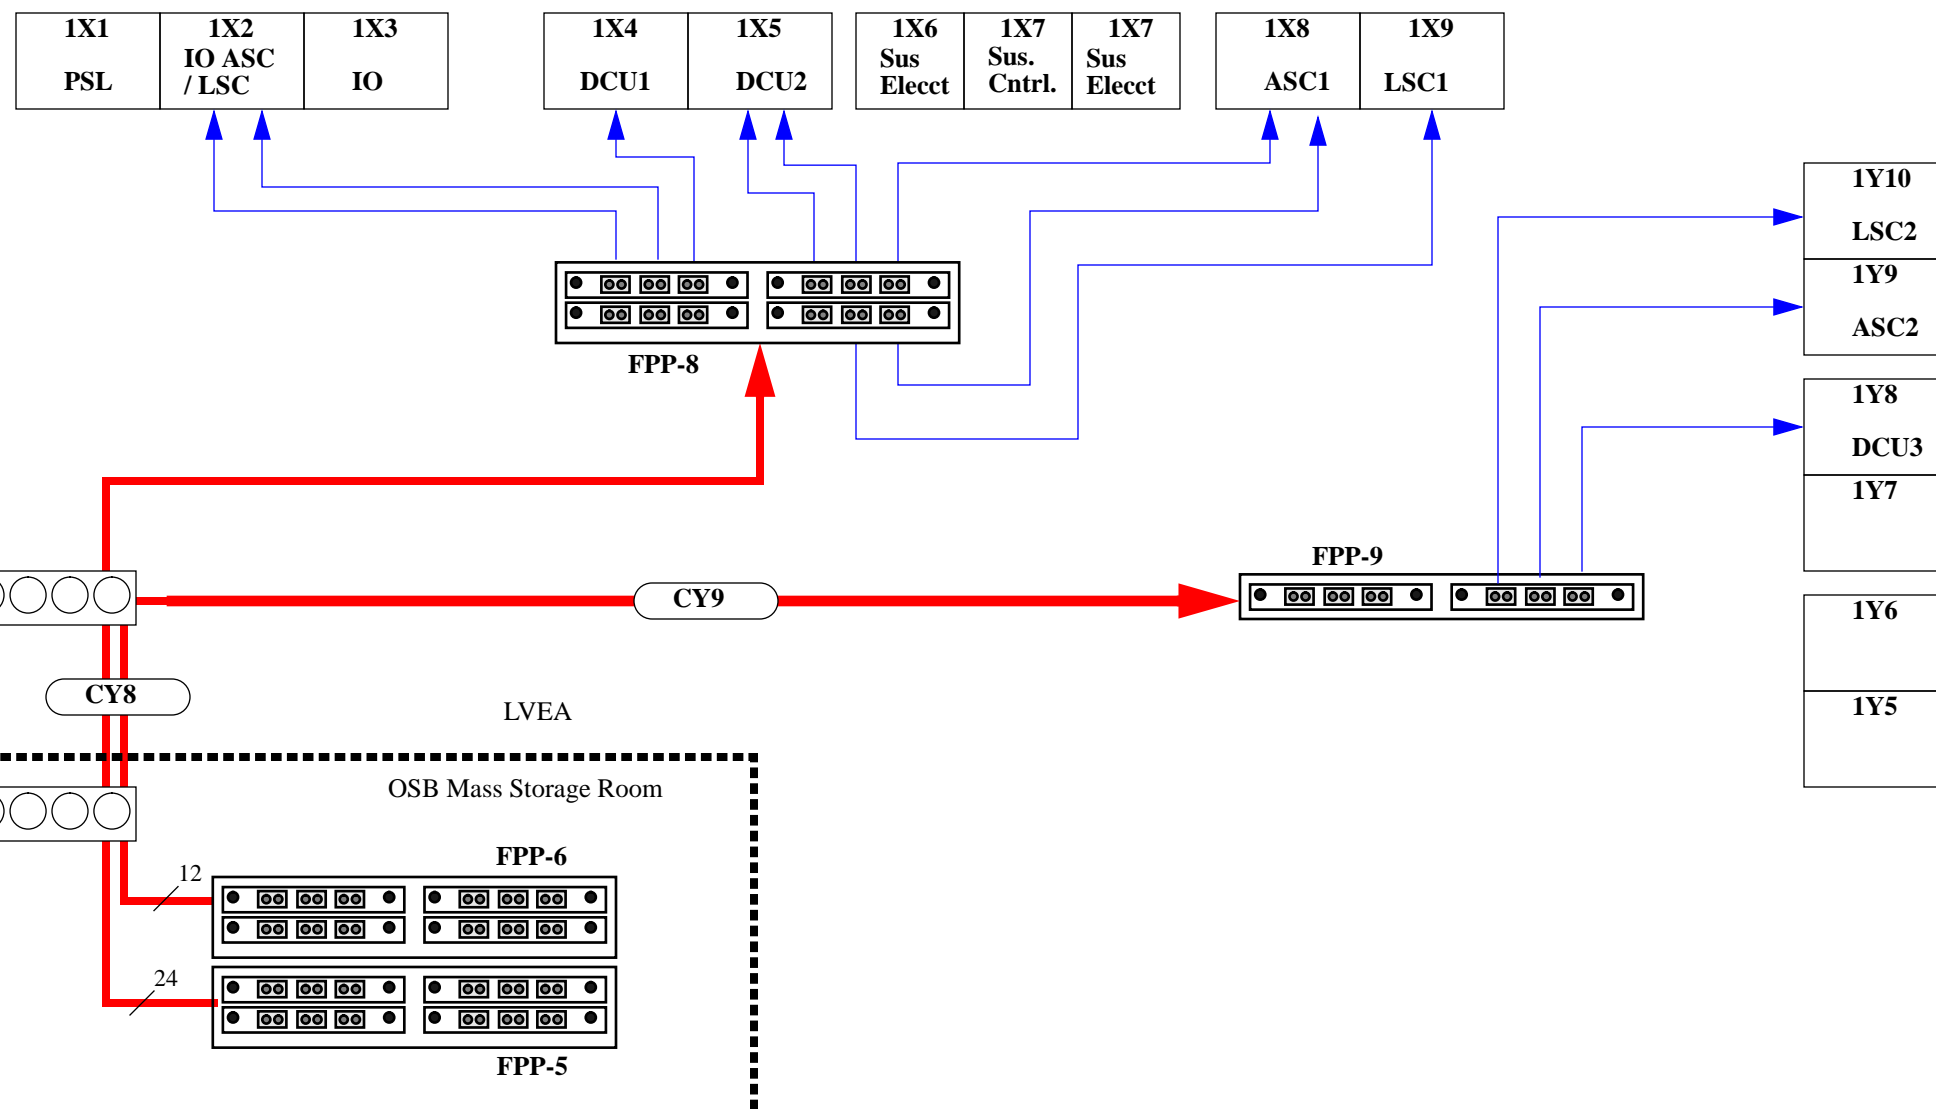 1X1
PSL
1X2
IO ASC
/ LSC
1X3
IO
1X4
DCU1
1X5
DCU2
1X6
Sus
Elecct
1X7
Sus.
Cntrl.
1X7
Sus
Elecct
1X8
ASC1
1X9
LSC1
1Y10
LSC2
1Y9
ASC2
1Y8
DCU3
1Y7
1Y6
1Y5
FPP-8
FPP-9
CY9
CY8
LVEA
OSB Mass Storage Room
FPP-6
12
24
FPP-5